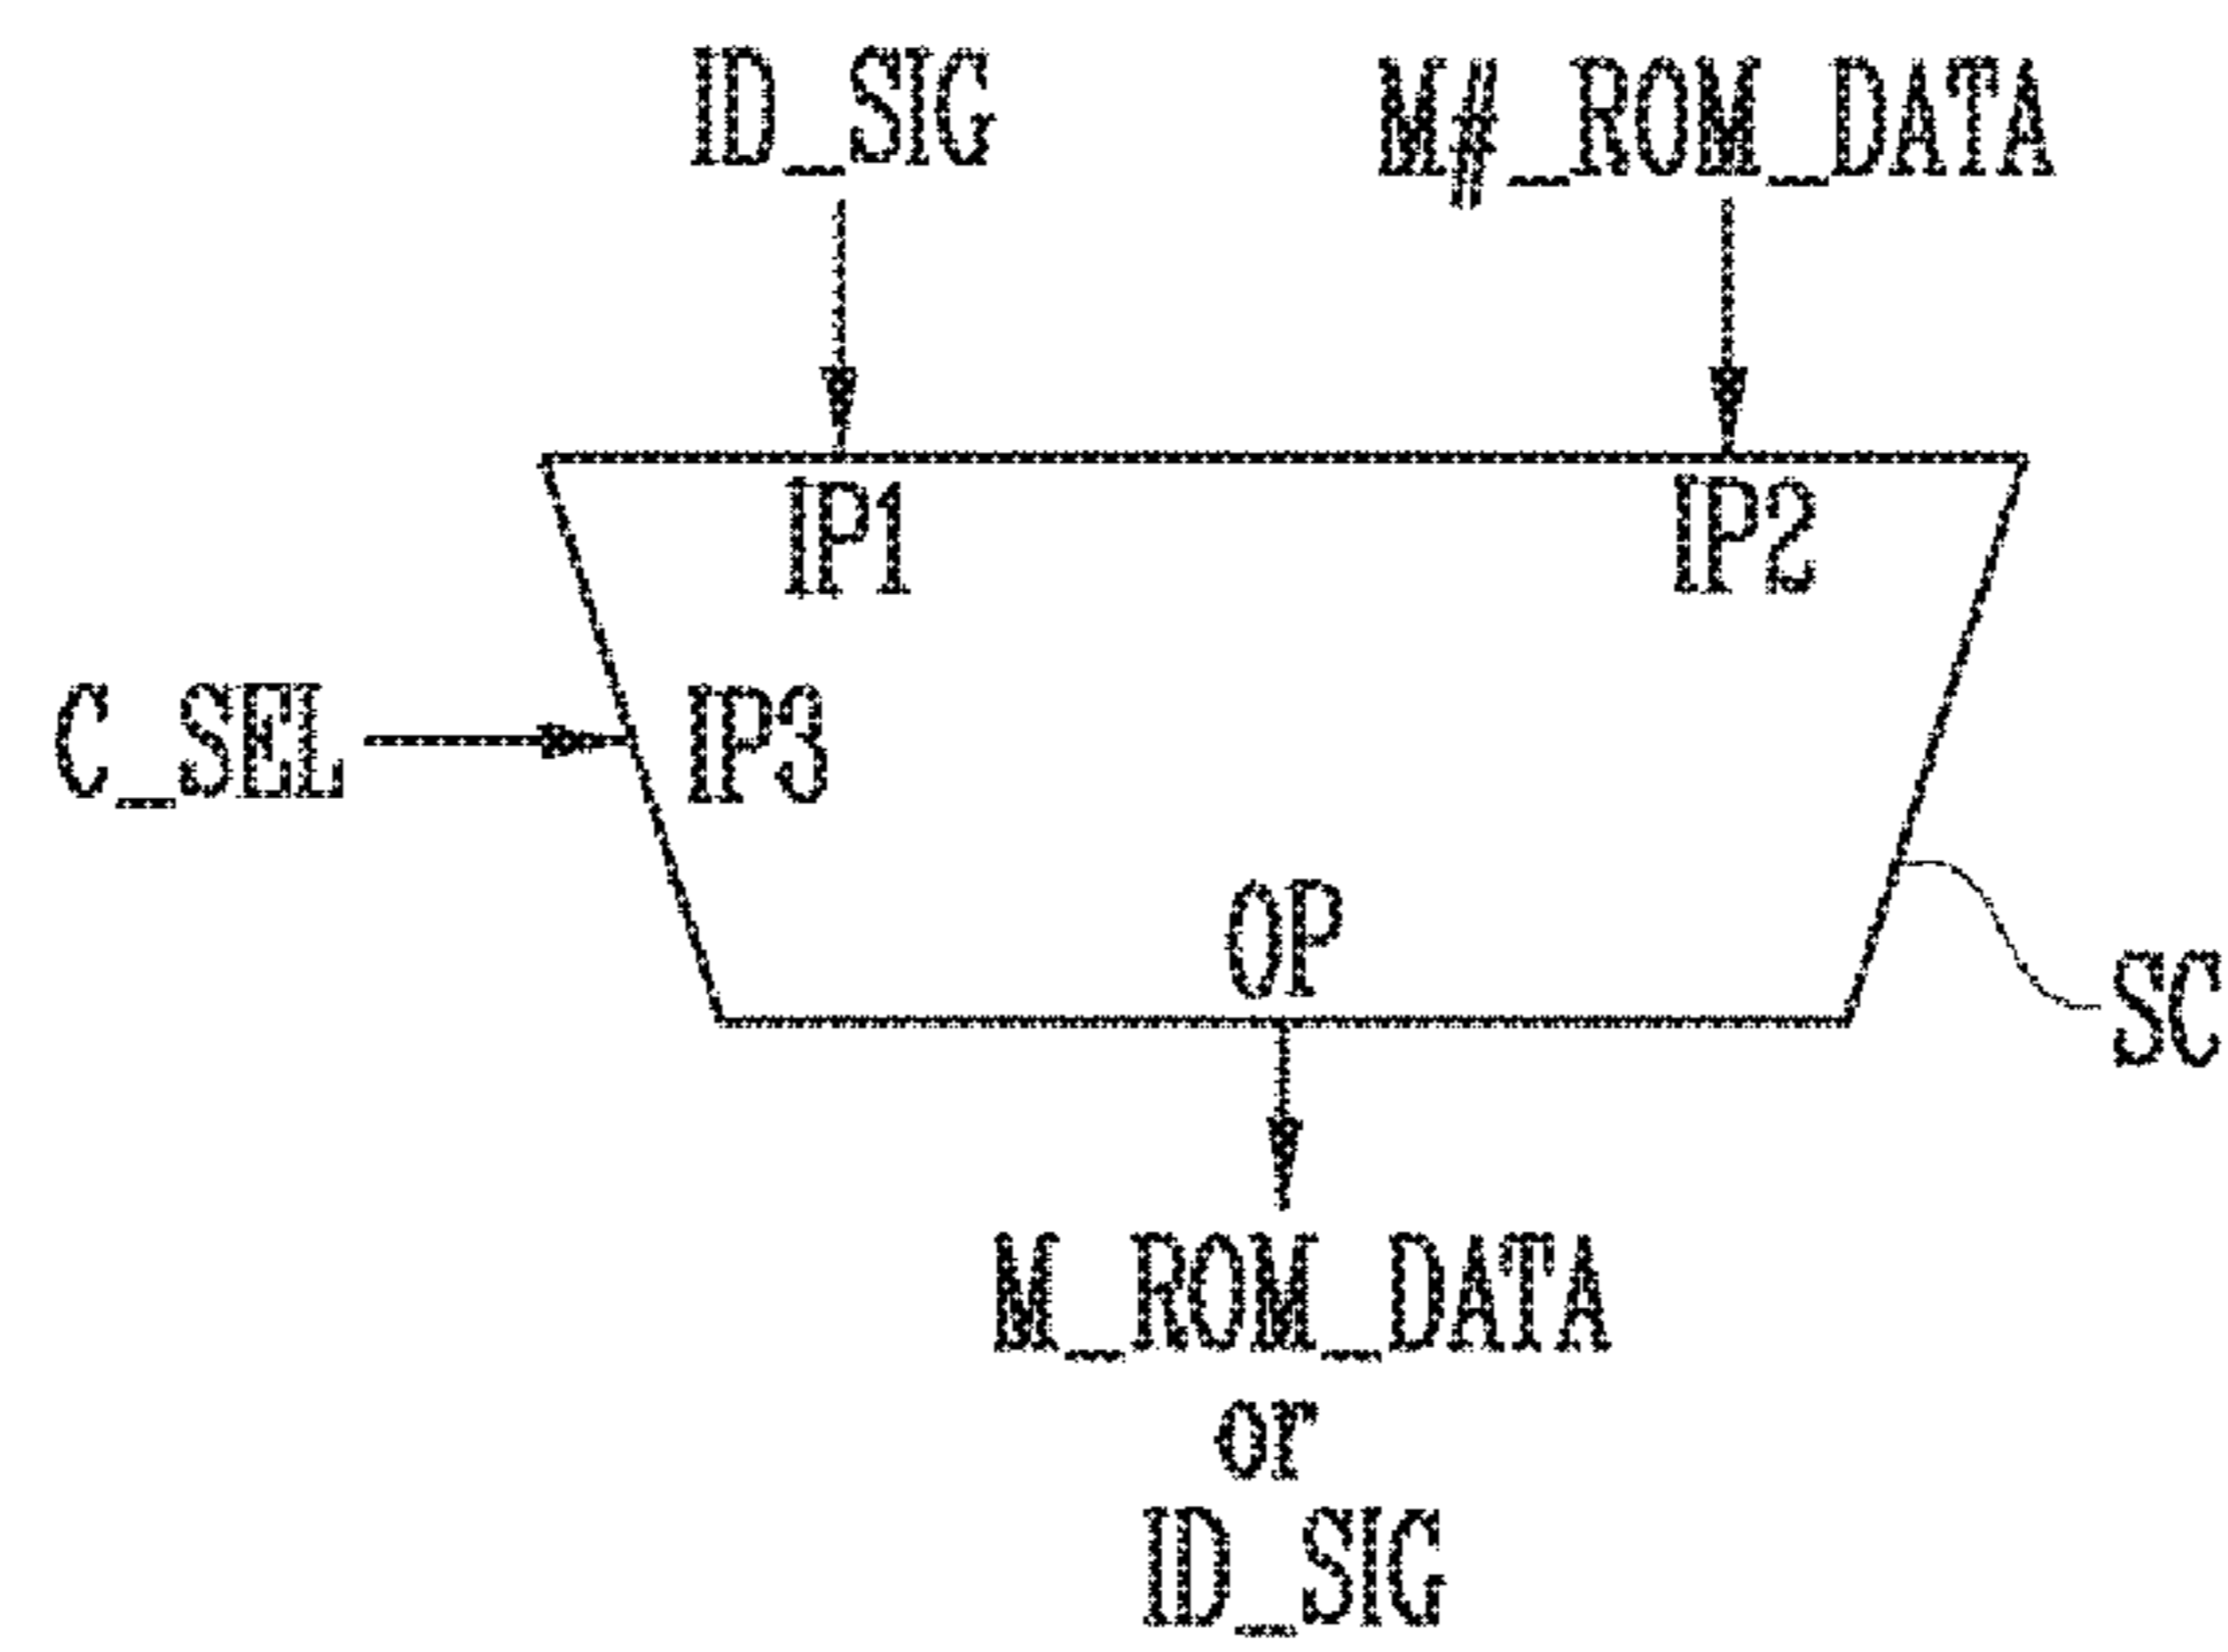 ID_SIG
M#_ROM_DATA
IP1
IP2
C_SEL
IP3
OP
SC
M_ROM_DATA
or
ID_SIG